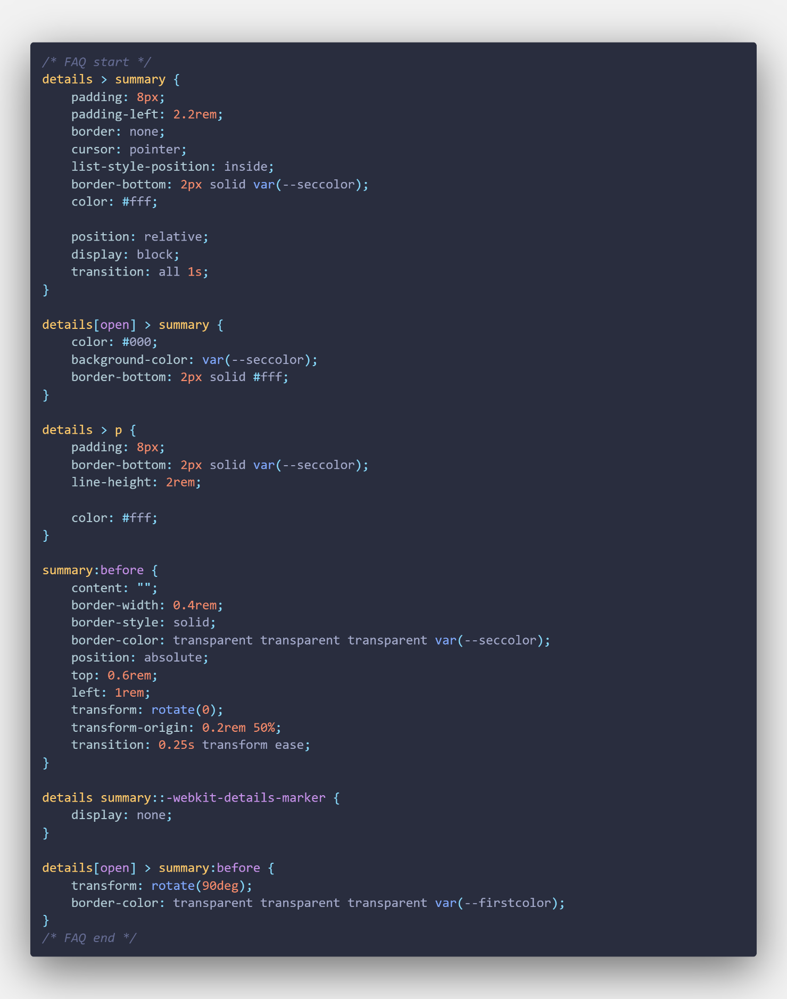 /* FAQ start */
details > summary {
    padding: 8px;
    padding-left: 2.2rem;
    border: none;
    cursor: pointer;
    list-style-position: inside;
    border-bottom: 2px solid var(--seccolor);
    color: #fff;

    position: relative;
    display: block;
    transition: all 1s;
}

details[open] > summary {
    color: #000;
    background-color: var(--seccolor);
    border-bottom: 2px solid #fff;
}

details > p {
    padding: 8px;
    border-bottom: 2px solid var(--seccolor);
    line-height: 2rem;

    color: #fff;
}

summary:before {
    content: "";
    border-width: 0.4rem;
    border-style: solid;
    border-color: transparent transparent transparent var(--seccolor);
    position: absolute;
    top: 0.6rem;
    left: 1rem;
    transform: rotate(0);
    transform-origin: 0.2rem 50%;
    transition: 0.25s transform ease;
}

details summary::-webkit-details-marker {
    display: none;
}

details[open] > summary:before {
    transform: rotate(90deg);
    border-color: transparent transparent transparent var(--firstcolor);
}
/* FAQ end */